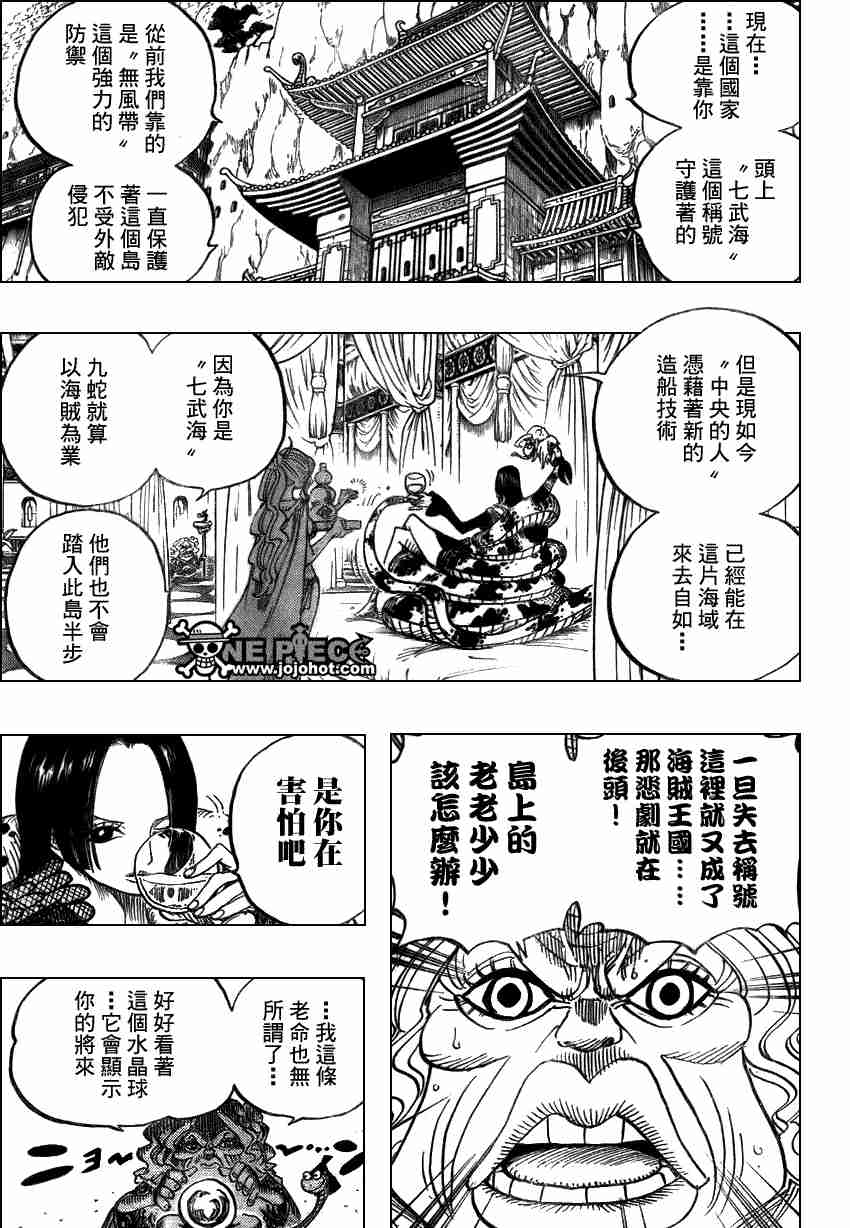 現在…
…這個國家
……是靠你
頭上
〝七武海〞
這個稱號
守護著的
從前我們靠的
是〝無風帶〞
這個強力的
防禦
一直保護
著這個島
不受外敵
侵犯
但是現如今
〝中央的人〞
憑藉著新的
造船技術
已經能在
這片海域
來去自如…
因為你是
〝七武海〞
九蛇就算
以海賊為業
他們也不會
踏入此島半步
ONE PIECE
www.jojohot.com
一旦失去稱號
這裡就又成了
海賊王國……
那悲劇就在
後頭！
島上的
老老少少
該怎麼辦！
是你在
害怕吧
…我這條
老命也無
所謂了…
好好看著
這個水晶球
…它會顯示
你的將來
ニョ～～ン